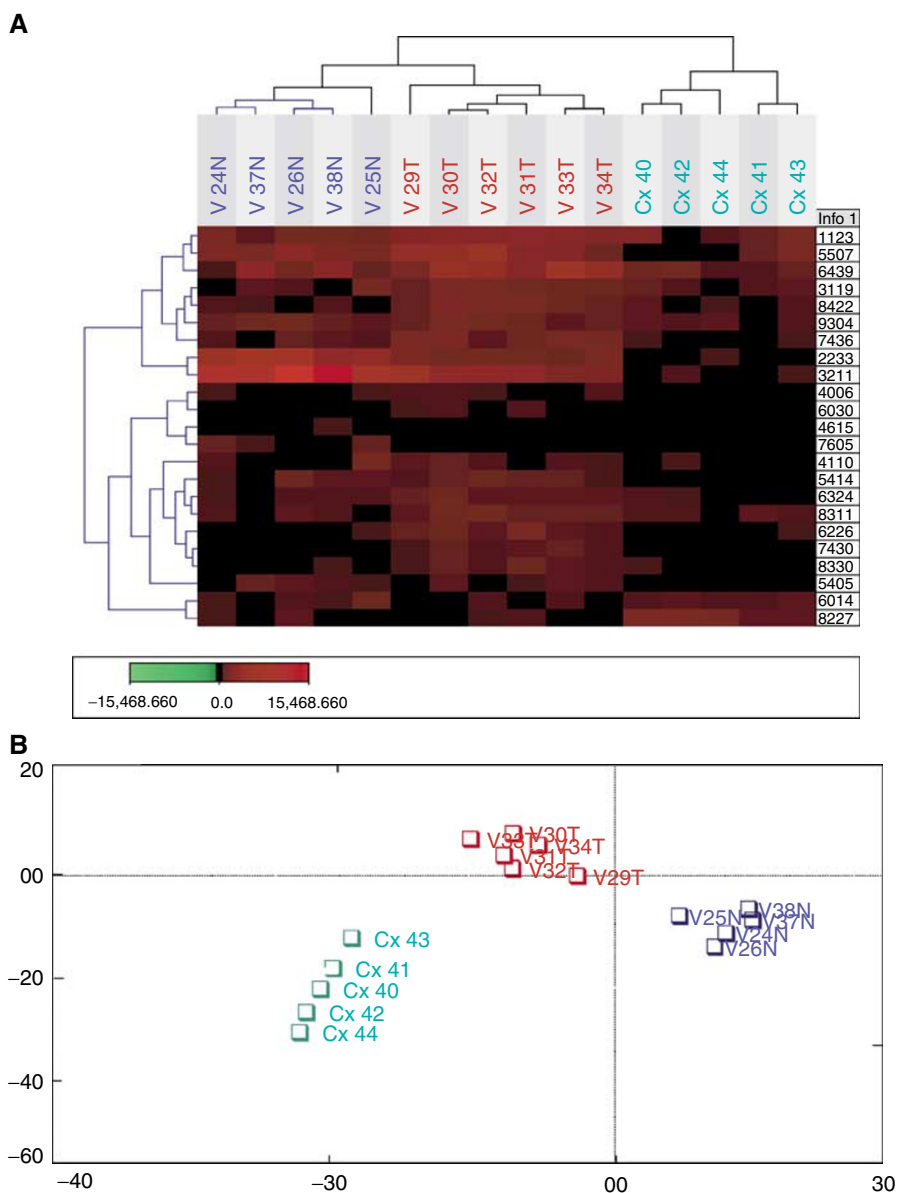 A
V 24N V 37N V 26N V 38N V 25N V 29T V 30T V 32T V 31T V 33T V 34T Cx 40 Cx 42 Cx 44 Cx 41 Cx 43
Info 1
1123
5507
6439
3119
8422
9304
7436
2233
3211
4006
6030
4615
7605
4110
5414
6324
8311
6226
7430
8330
5405
6014
8227
−15,468.660 0.0 15,468.660
B
20
V33T V30T
V34T
V31T
V32T
00
V29T
V38N
V25N V37N
V24N
V26N
Cx 43
Cx 41
−20
Cx 40
Cx 42
Cx 44
−40
−60
−40 −30 00 30